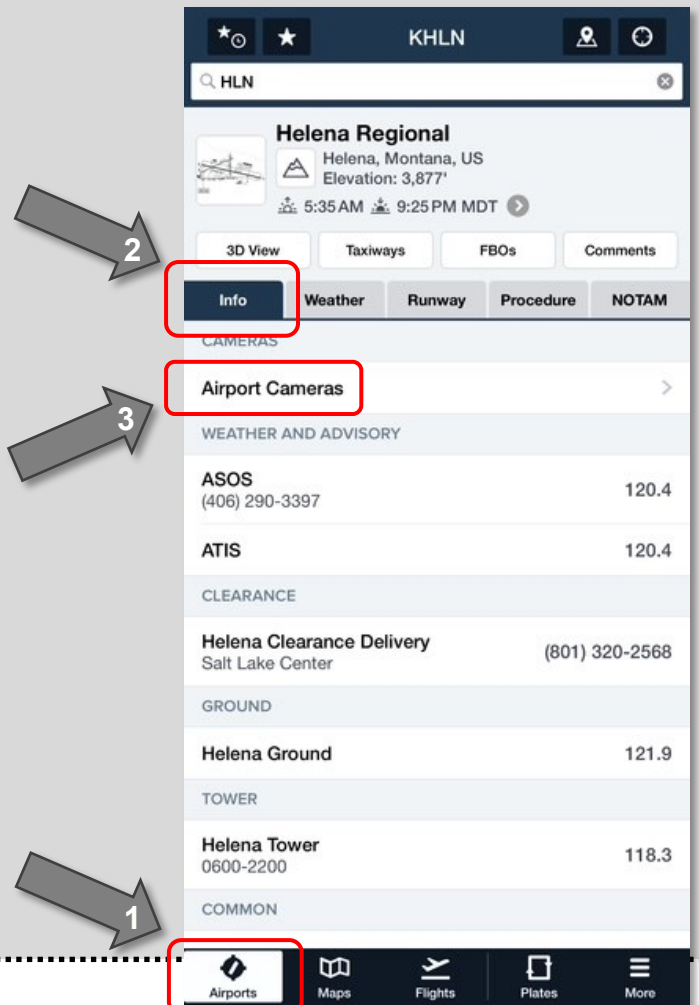 KHLN
HLN
Helena Regional
Helena, Montana, US
Elevation: 3,877'
5:35 AM 9:25 PM MDT
2
3D View Taxiways FBOs Comments
Info Weather Runway Procedure NOTAM
CAMERAS
Airport Cameras
3
WEATHER AND ADVISORY
ASOS
(406) 290-3397 120.4
ATIS 120.4
CLEARANCE
Helena Clearance Delivery
Salt Lake Center (801) 320-2568
GROUND
Helena Ground 121.9
TOWER
Helena Tower
0600-2200 118.3
COMMON
1
Airports Maps Flights Plates More